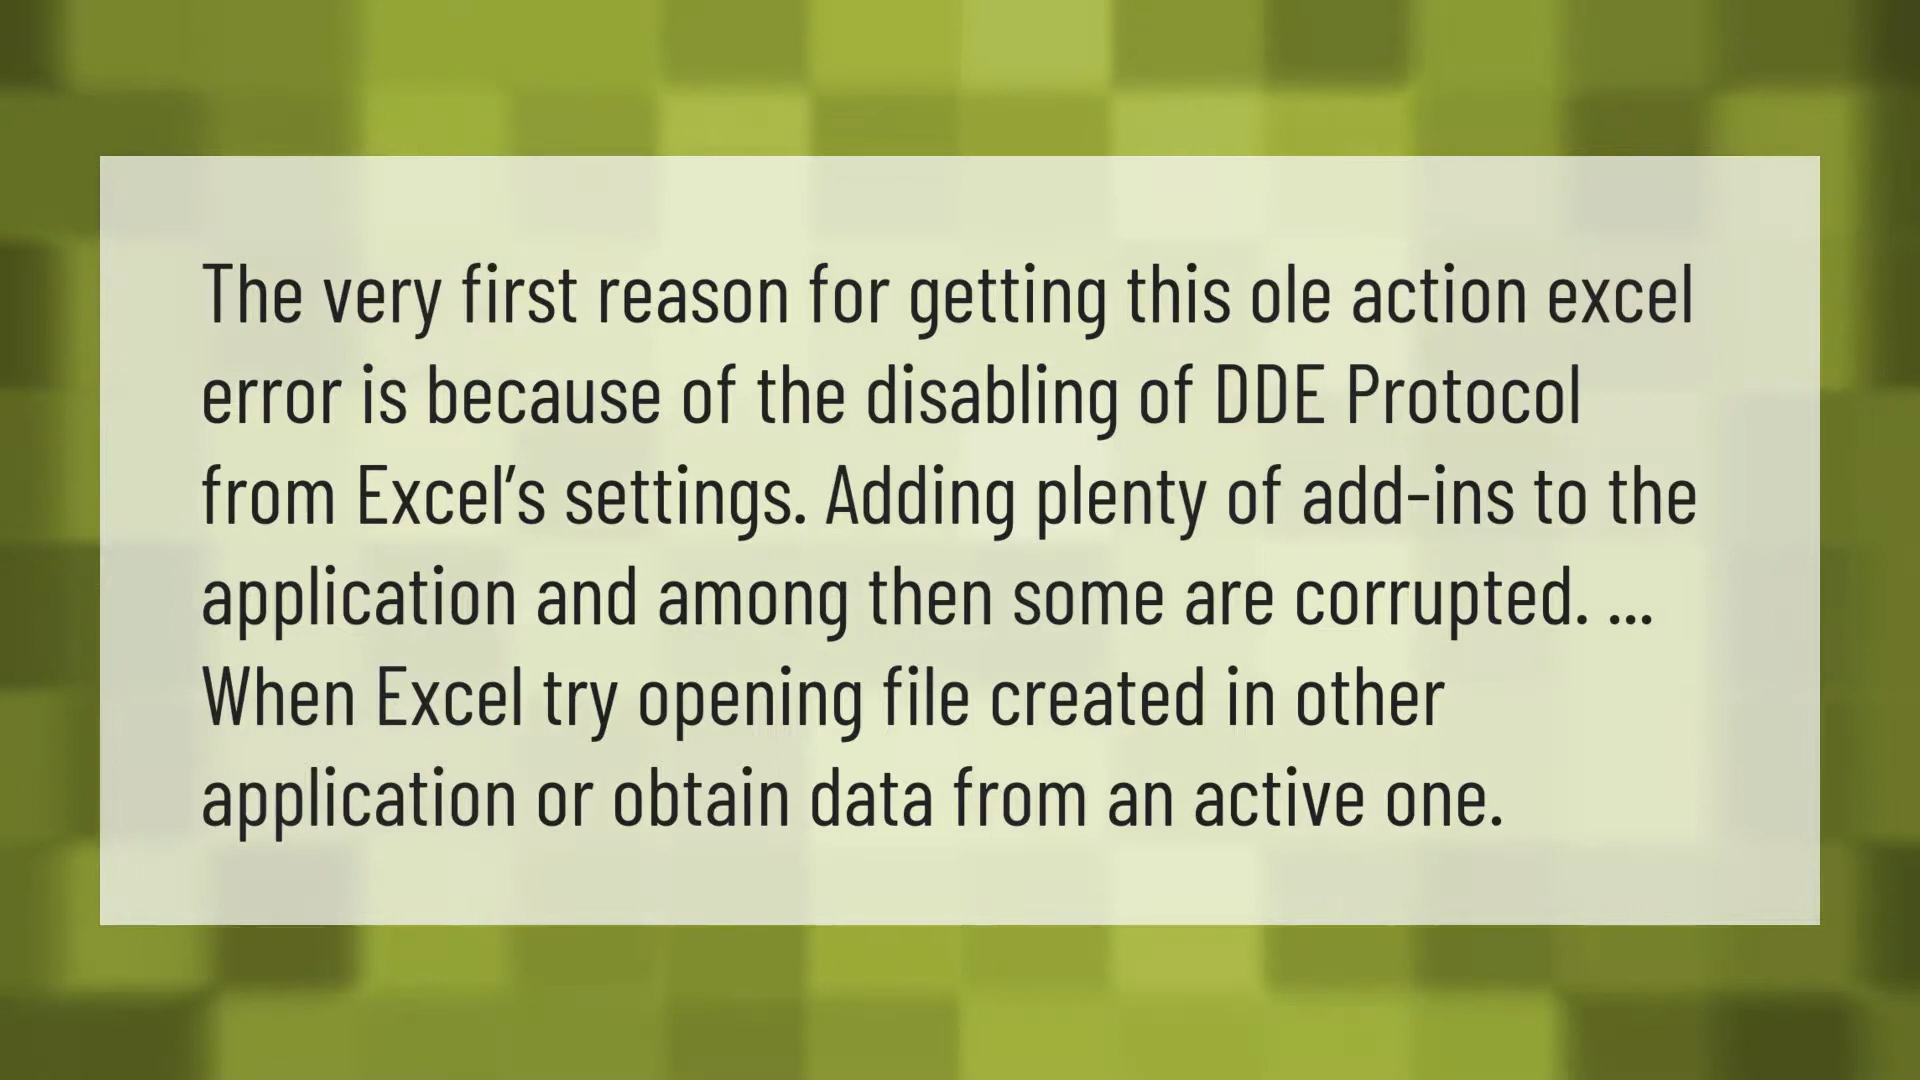 The very first reason for getting this ole action excel
error is because of the disabling of DDE Protocol
from Excel’s settings. Adding plenty of add-ins to the
application and among then some are corrupted. ...
When Excel try opening file created in other
application or obtain data from an active one.